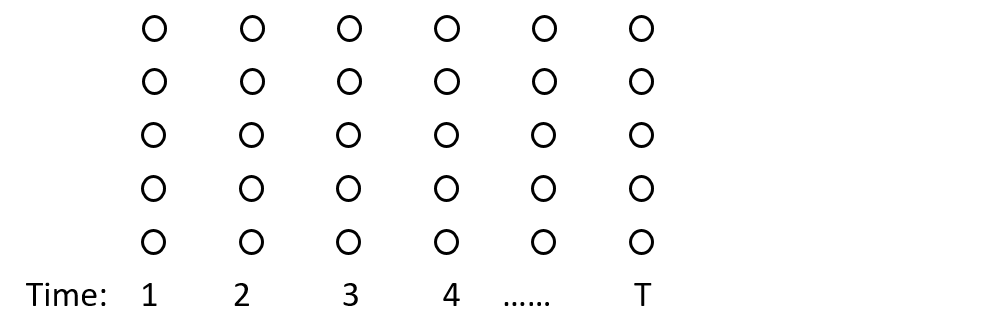 Time: 1 2 3 4 ...... T